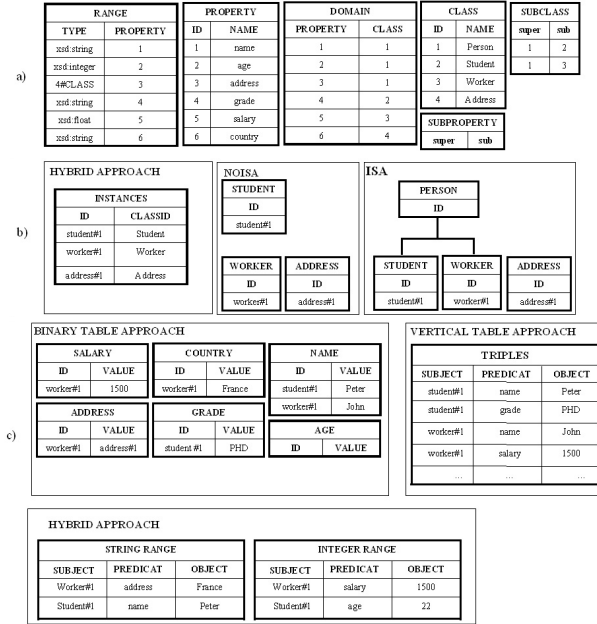 a)
RANGE
TYPE PROPERTY
xsd:string 1
xsd:integer 2
4#CLASS 3
xsd:string 4
xsd:float 5
xsd:string 6
PROPERTY
ID NAME
1 name
2 age
3 address
4 grade
5 salary
6 country
DOMAIN
PROPERTY CLASS
1 1
2 1
3 1
4 2
5 3
6 4
CLASS
ID NAME
1 Person
2 Student
3 Worker
4 Address
SUBCLASS
super sub
1 2
1 3
SUBPROPERTY
super sub
b)
HYBRID APPROACH
INSTANCES
ID CLASSID
student#1 Student
worker#1 Worker
address#1 Address
NOISA
STUDENT
ID
student#1
WORKER
ID
worker#1
ADDRESS
ID
address#1
ISA
PERSON
ID
STUDENT
ID
student#1
WORKER
ID
worker#1
ADDRESS
ID
address#1
c)
BINARY TABLE APPROACH
SALARY
ID VALUE
worker#1 1500
COUNTRY
ID VALUE
worker#1 France
NAME
ID VALUE
student#1 Peter
worker#1 John
ADDRESS
ID VALUE
worker#1 address#1
GRADE
ID VALUE
student #1 PHD
AGE
ID VALUE
VERTICAL TABLE APPROACH
TRIPLES
SUBJECT PREDICAT OBJECT
student#1 name Peter
student#1 grade PHD
worker#1 name John
worker#1 salary 1500
... ... ...
HYBRID APPROACH
STRING RANGE
SUBJECT PREDICAT OBJECT
Worker#1 address France
Student#1 name Peter
INTEGER RANGE
SUBJECT PREDICAT OBJECT
Worker#1 salary 1500
Student#1 age 22